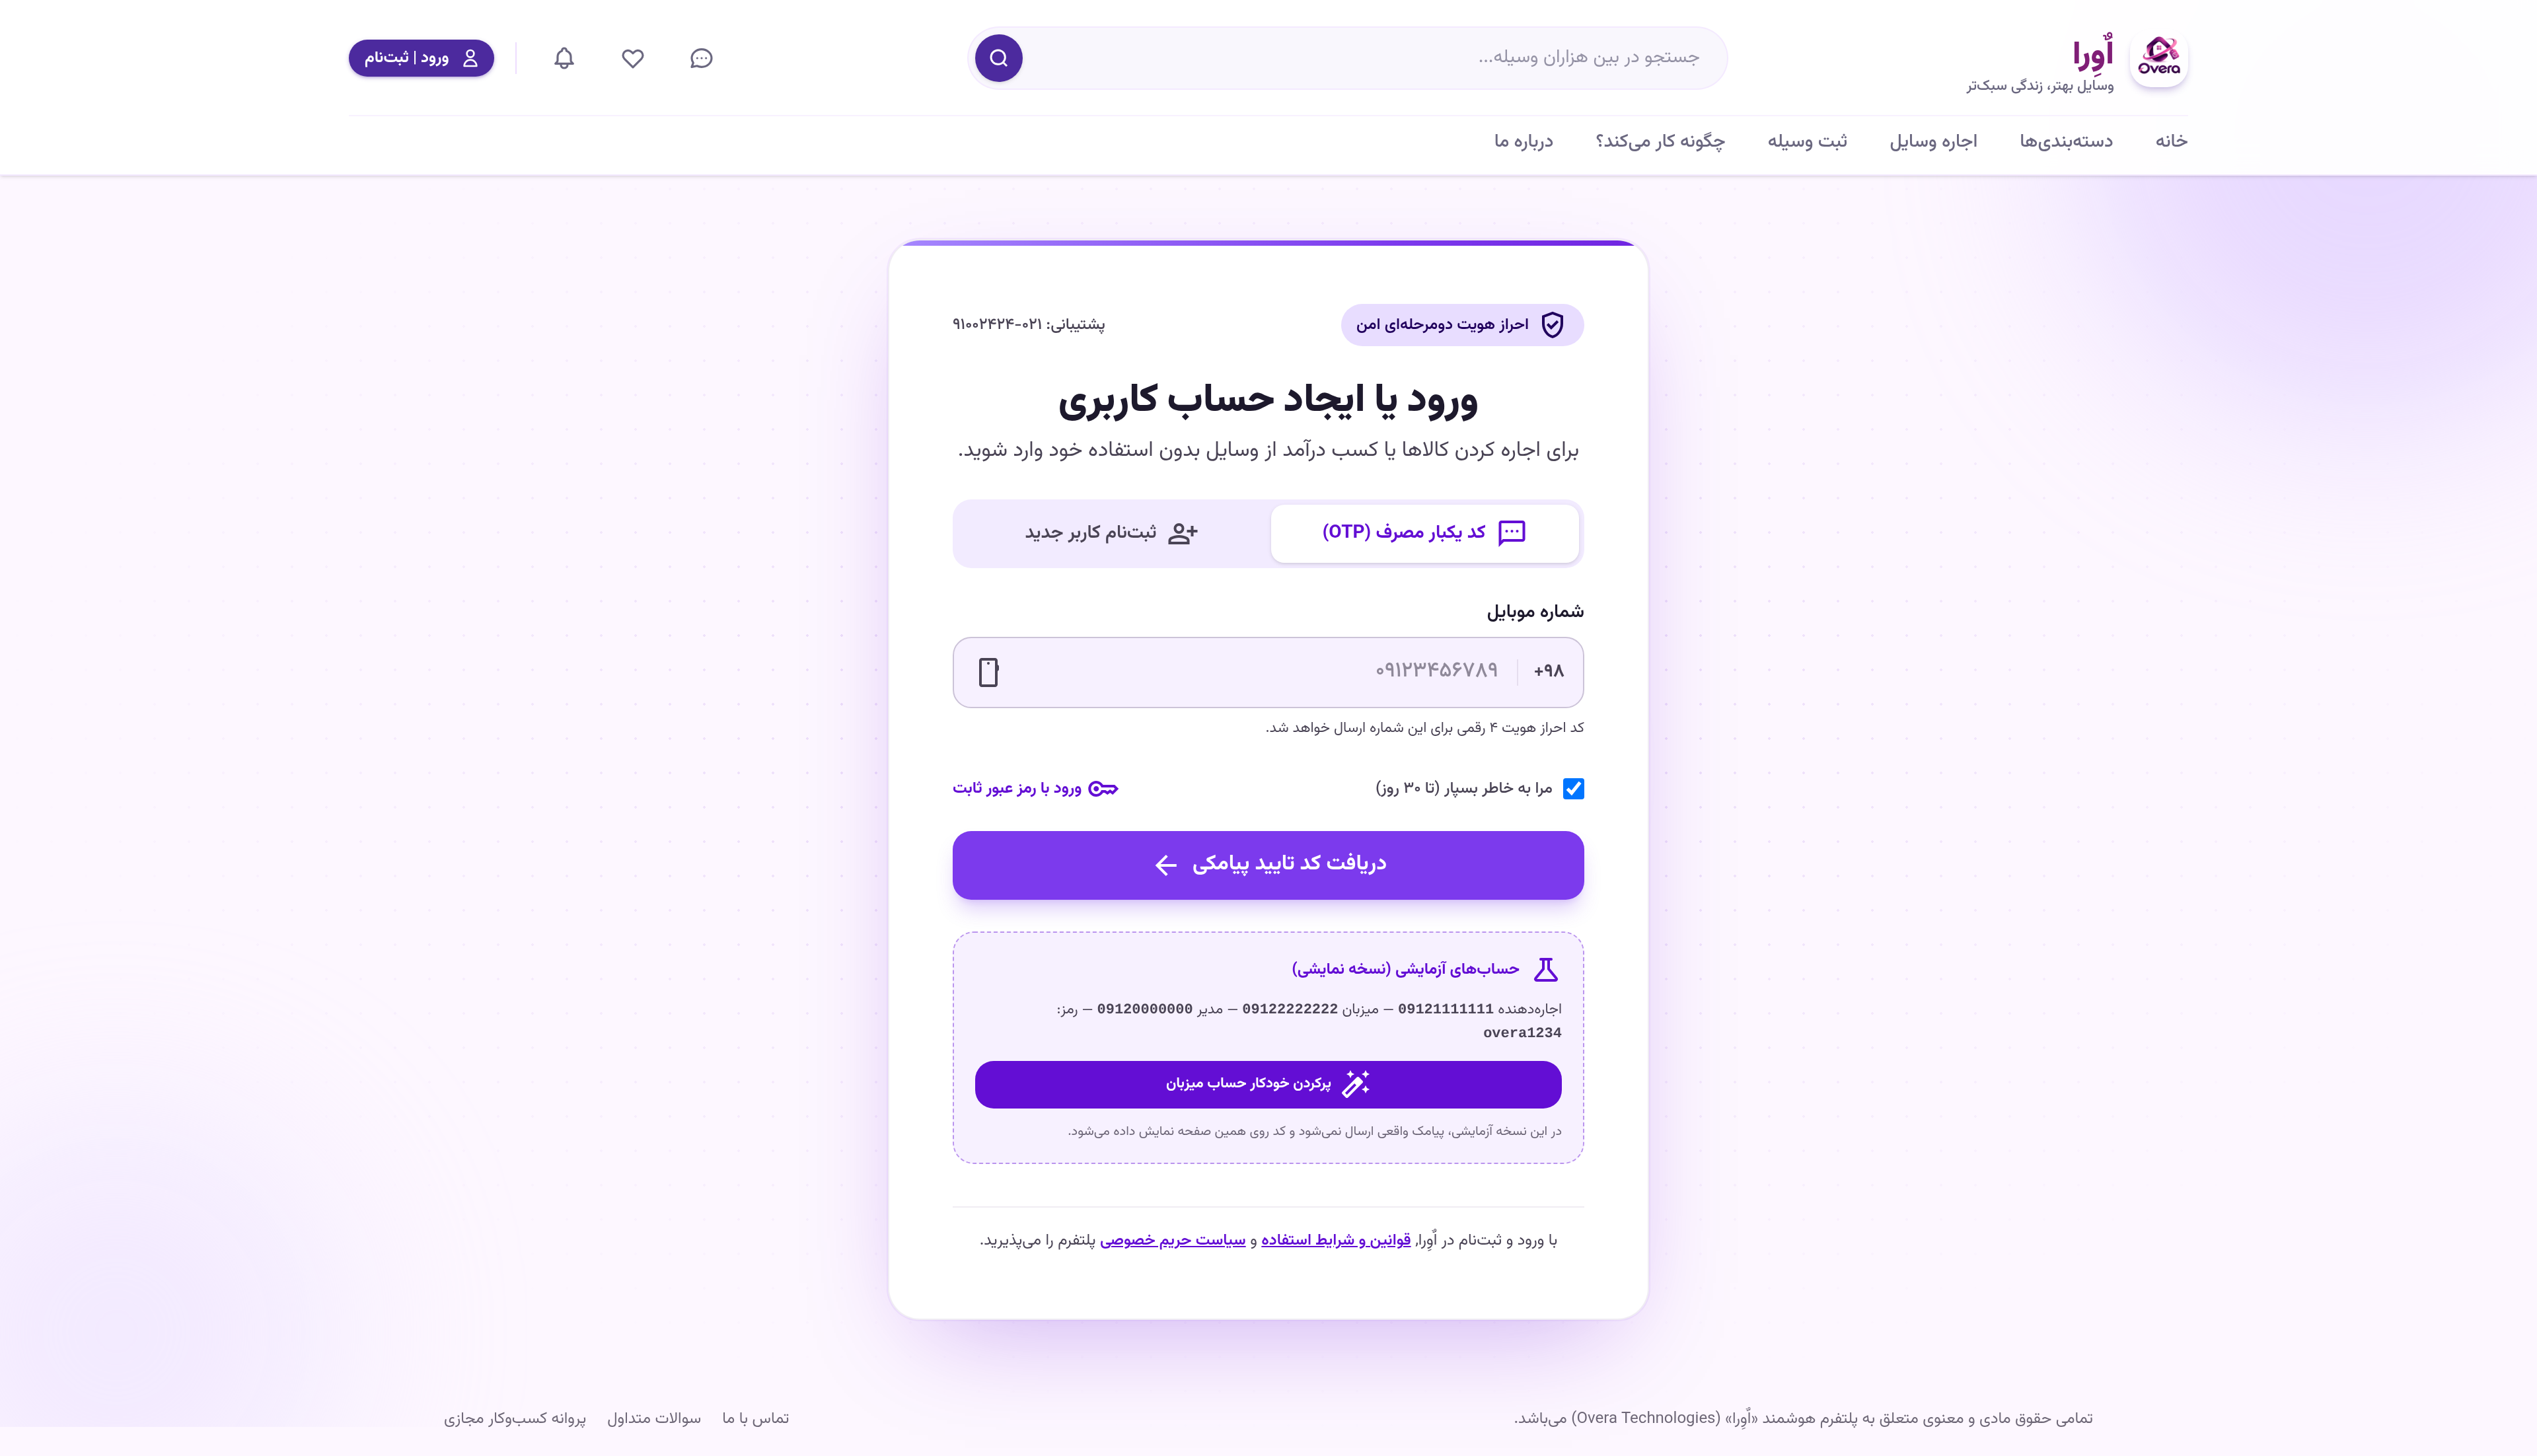 Overa
اُوِرا
وسایل بهتر، زندگی سبک‌تر
جستجو در بین هزاران وسیله...
ورود | ثبت‌نام
خانه
دسته‌بندی‌ها
اجاره وسایل
ثبت وسیله
چگونه کار می‌کند؟
درباره ما
احراز هویت دومرحله‌ای امن
پشتیبانی: ۰۲۱-۹۱۰۰۲۴۲۴
ورود یا ایجاد حساب کاربری
برای اجاره کردن کالاها یا کسب درآمد از وسایل بدون استفاده خود وارد شوید.
کد یکبار مصرف (OTP)
ثبت‌نام کاربر جدید
شماره موبایل
+۹۸
۰۹۱۲۳۴۵۶۷۸۹
کد احراز هویت ۴ رقمی برای این شماره ارسال خواهد شد.
مرا به خاطر بسپار (تا ۳۰ روز)
ورود با رمز عبور ثابت
دریافت کد تایید پیامکی
حساب‌های آزمایشی (نسخه نمایشی)
اجاره‌دهنده 09121111111 — میزبان 09122222222 — مدیر 09120000000 — رمز:
overa1234
پرکردن خودکار حساب میزبان
در این نسخه آزمایشی، پیامک واقعی ارسال نمی‌شود و کد روی همین صفحه نمایش داده می‌شود.
با ورود و ثبت‌نام در اُوِرا, قوانین و شرایط استفاده و سیاست حریم خصوصی پلتفرم را می‌پذیرید.
تمامی حقوق مادی و معنوی متعلق به پلتفرم هوشمند «اُوِرا» (Overa Technologies) می‌باشد.
تماس با ما
سوالات متداول
پروانه کسب‌وکار مجازی